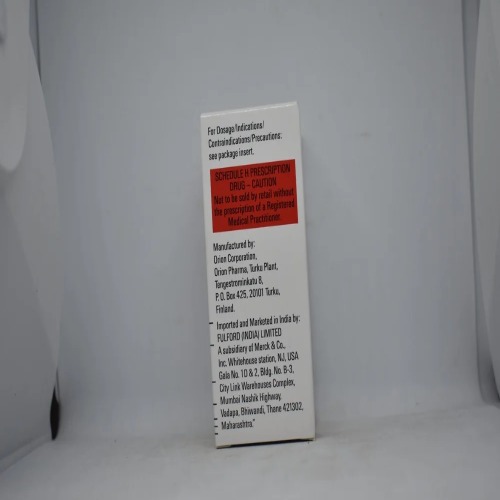 For Dosage/Indications/
Contraindications/Precautions:
see package insert.
SCHEDULE H PRESCRIPTION
DRUG – CAUTION
Not to be sold by retail without
the prescription of a Registered
Medical Practitioner.
Manufactured by:
Orion Corporation,
Orion Pharma, Turku Plant,
Tengestrominkatu 8,
P. O. Box 425, 20101 Turku,
Finland.
Imported and Marketed in India by:
FULFORD (INDIA) LIMITED
A subsidiary of Merck & Co.,
Inc. Whitehouse station, NJ, USA
Gala No. 10 & 2, Bldg. No. B-3,
City Link Warehouses Complex,
Mumbai Nashik Highway,
Vadapa, Bhiwandi, Thane 421302,
Maharashtra."